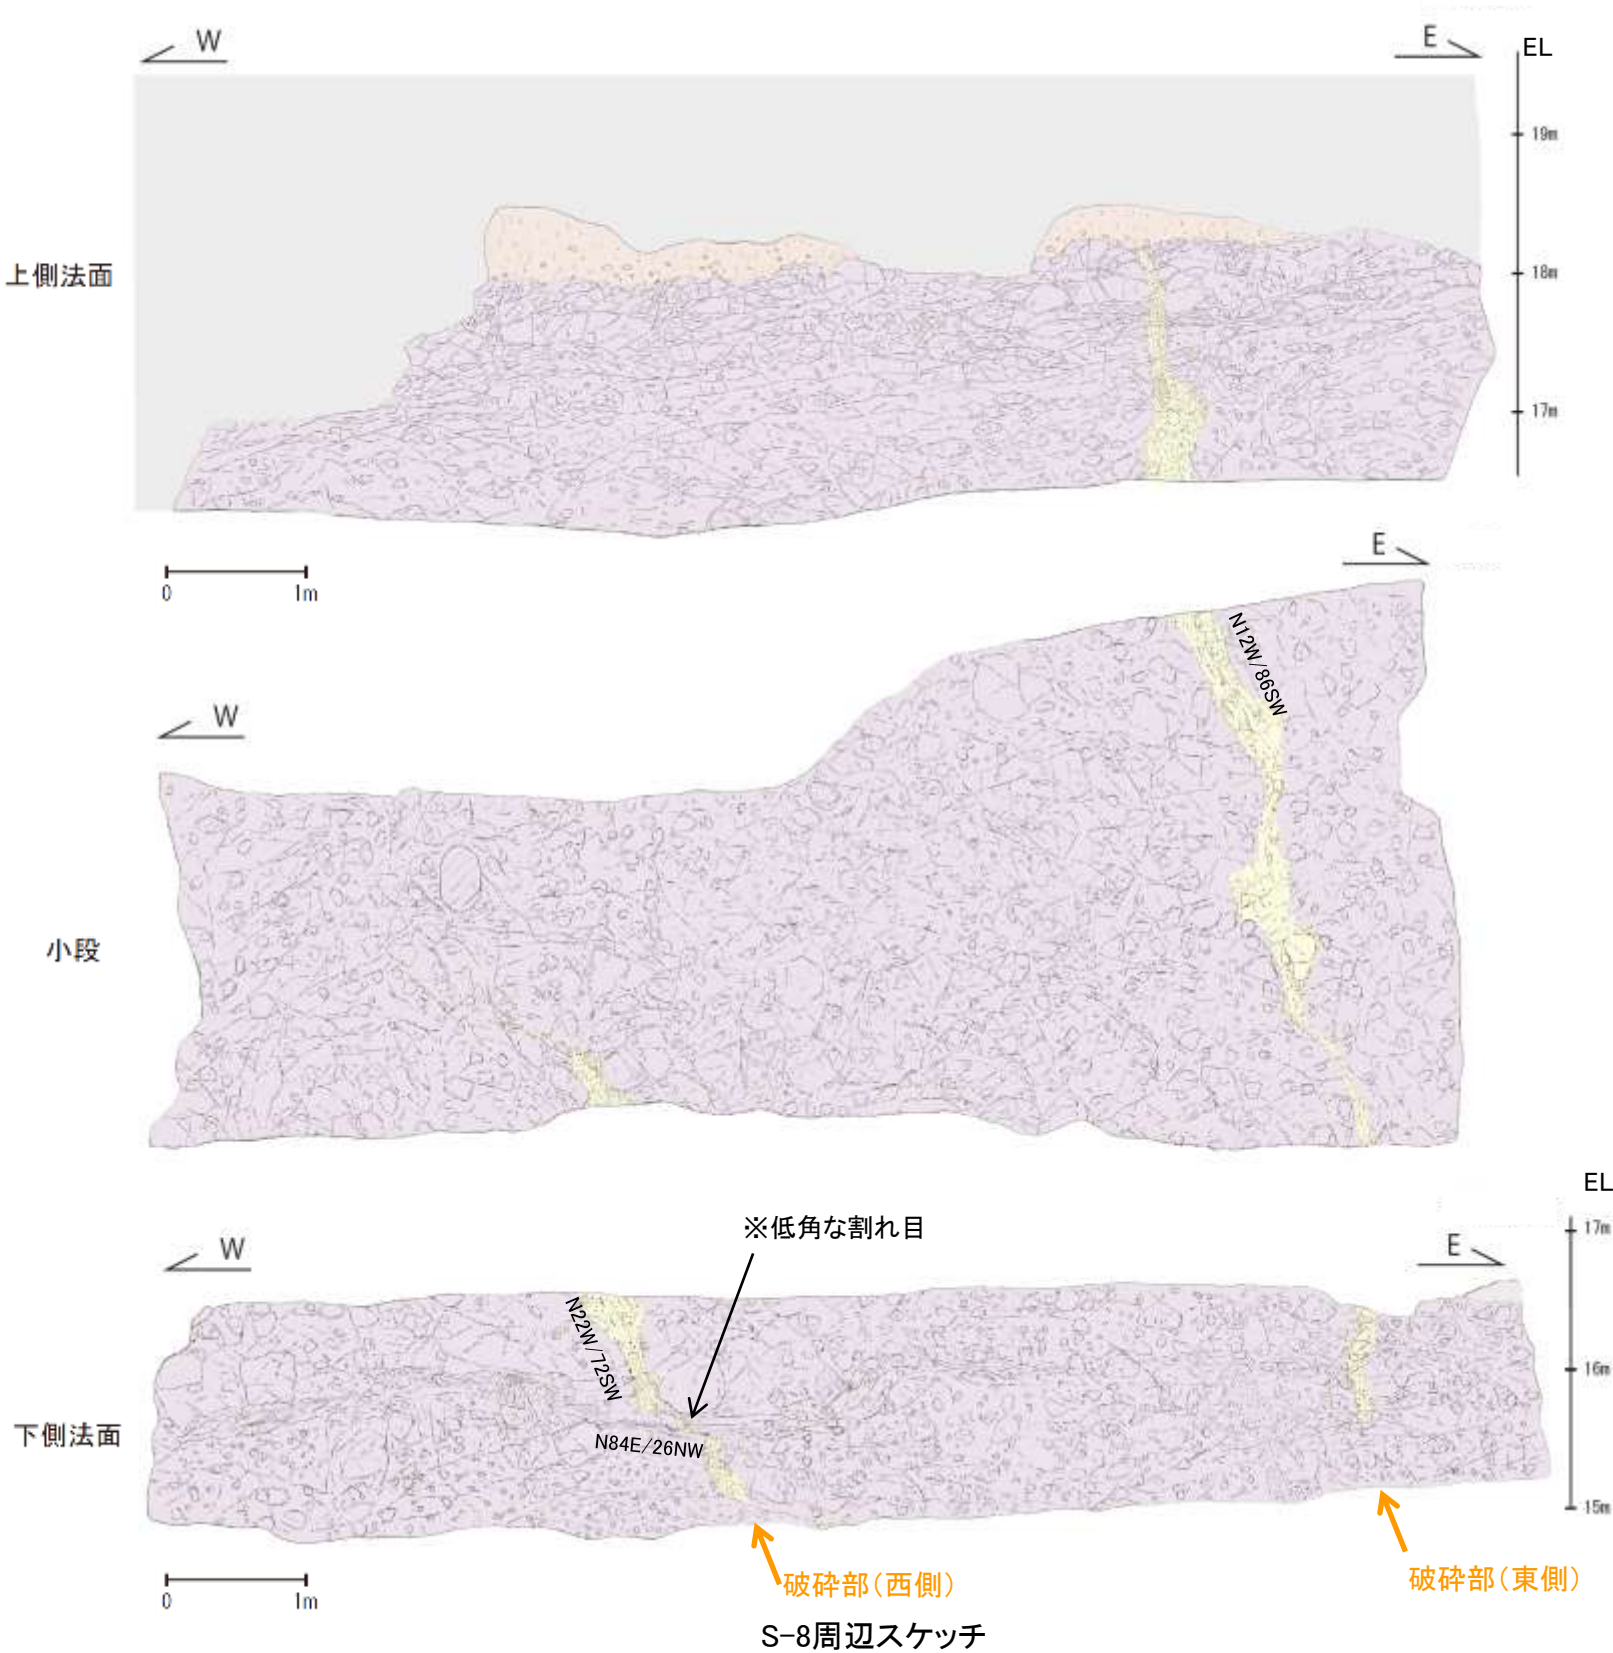 W
E
EL
19m
上側法面
18m
17m
0 1m
E
N12W/86SW
W
小段
EL
※低角な割れ目
17m
W
E
N22W/72SW
16m
下側法面
N84E/26NW
15m
破砕部（西側）
破砕部（東側）
0 1m
S-8周辺スケッチ